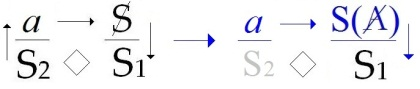 ↑ a/S₂ → $̸/S₁ ↓ ◇ → a/S₂ → S(A̸)/S₁ ↓ ◇